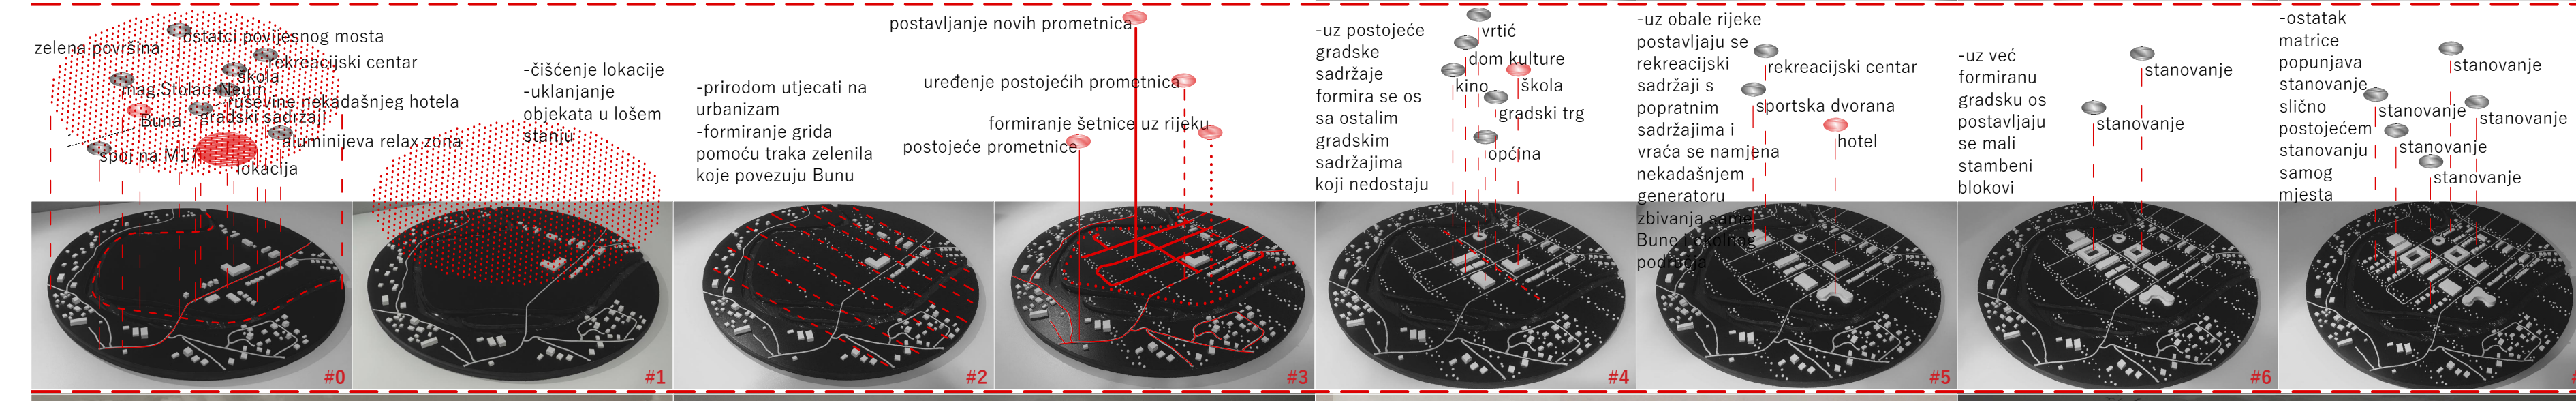 zelena površina
ostatci povijesnog mosta
rekreacijski centar
škola
mag.Stolac-Neum
ruševine nekadašnjeg hotela
gradski sadržaji
Buna
aluminijeva relax zona
spoj na M17
lokacija
#0
-čišćenje lokacije
-uklanjanje
objekata u lošem
stanju
#1
-prirodom utjecati na
urbanizam
-formiranje grida
pomoću traka zelenila
koje povezuju Bunu
#2
postavljanje novih prometnica
uređenje postojećih prometnica
formiranje šetnice uz rijeku
postojeće prometnice
#3
-uz postojeće
gradske
sadržaje
formira se os
sa ostalim
gradskim
sadržajima
koji nedostaju
vrtić
dom kulture
kino
škola
gradski trg
općina
#4
-uz obale rijeke
postavljaju se
rekreacijski
sadržaji s
popratnim
sadržajima i
vraća se namjena
nekadašnjem
generatoru
zbivanja same
Bune i okolnog
područja
rekreacijski centar
sportska dvorana
hotel
#5
-uz već
formiranu
gradsku os
postavljaju
se mali
stambeni
blokovi
stanovanje
stanovanje
#6
-ostatak
matrice
popunjava
stanovanje
slično
postojećem
stanovanju
samog
mjesta
stanovanje
stanovanje
stanovanje
stanovanje
stanovanje
#